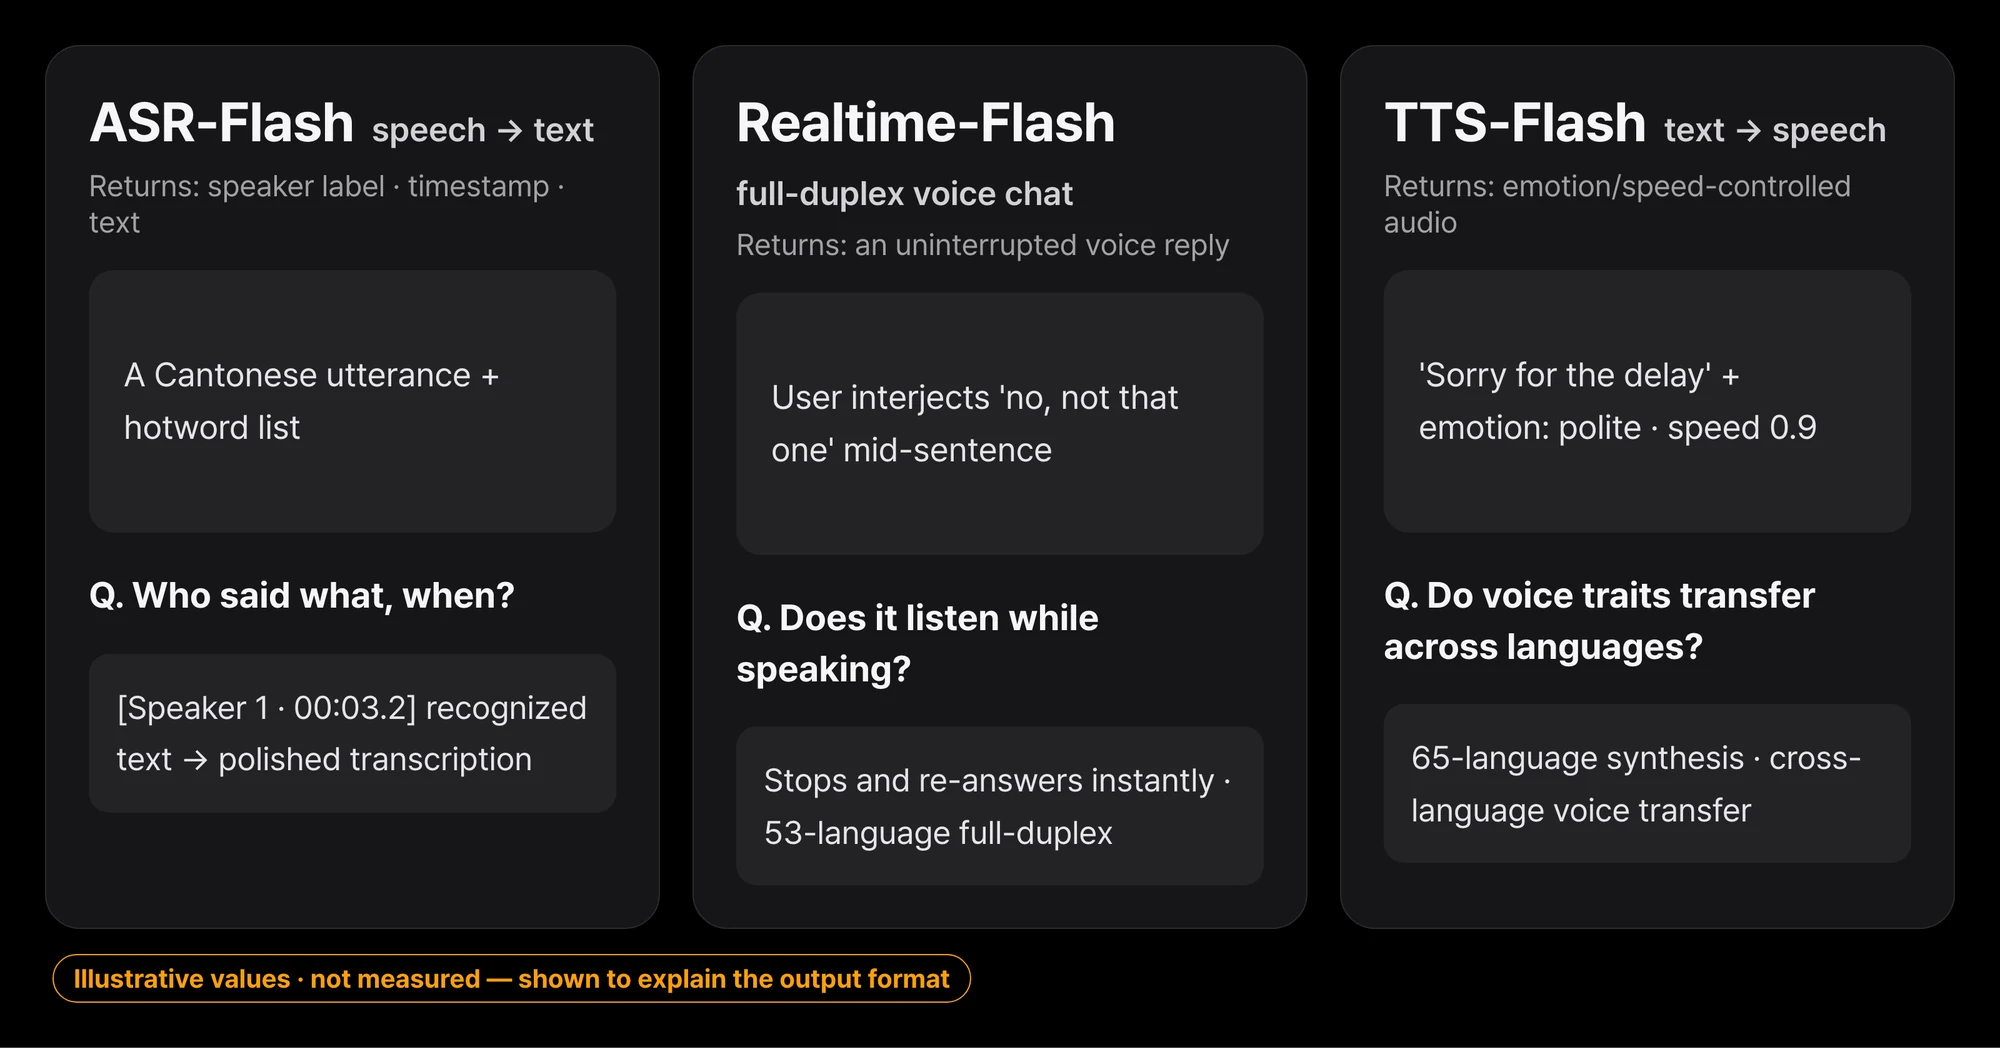 ASR-Flash speech → text
Returns: speaker label · timestamp ·
text
A Cantonese utterance +
hotword list
Q. Who said what, when?
[Speaker 1 · 00:03.2] recognized
text → polished transcription
Realtime-Flash
full-duplex voice chat
Returns: an uninterrupted voice reply
User interjects 'no, not that
one' mid-sentence
Q. Does it listen while
speaking?
Stops and re-answers instantly ·
53-language full-duplex
TTS-Flash text → speech
Returns: emotion/speed-controlled
audio
'Sorry for the delay' +
emotion: polite · speed 0.9
Q. Do voice traits transfer
across languages?
65-language synthesis · cross-
language voice transfer
Illustrative values · not measured — shown to explain the output format